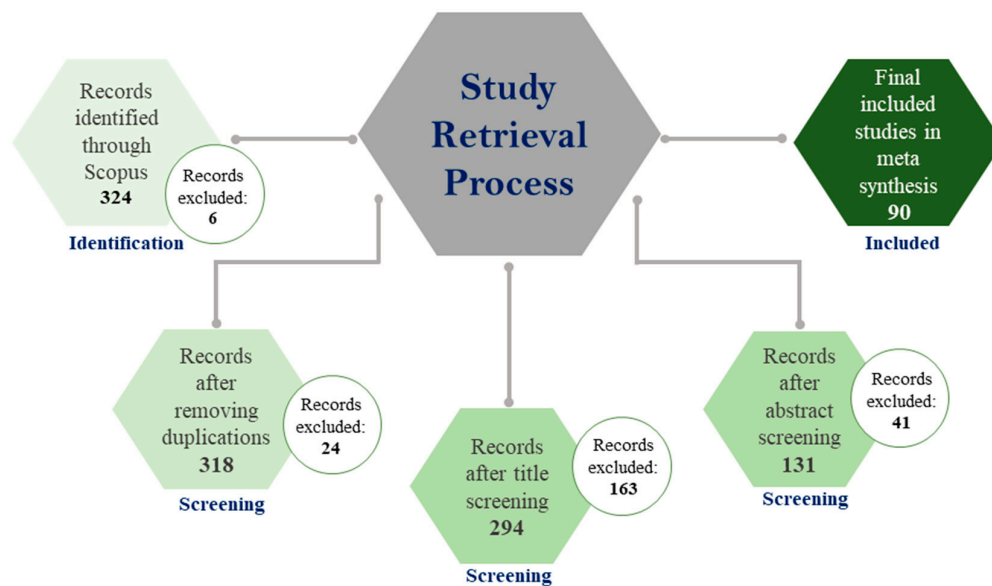 Study
Retrieval
Process
Records
identified
through
Scopus
324
Records
excluded:
6
Identification
Records
after
removing
duplications
318
Records
excluded:
24
Screening
Records
after title
screening
294
Records
excluded:
163
Screening
Records
after
abstract
screening
131
Records
excluded:
41
Screening
Final
included
studies in
meta
synthesis
90
Included